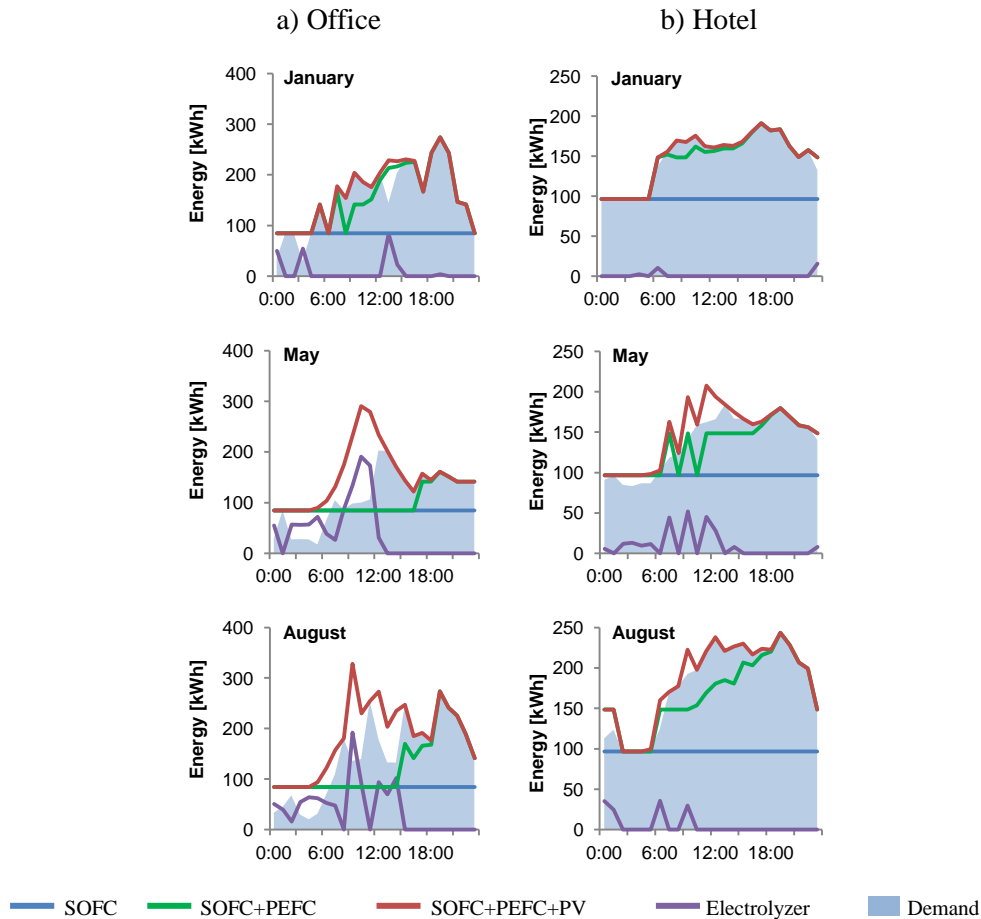 a) Office
b) Hotel
January
Energy [kWh]
400
300
200
100
0
0:00 6:00 12:00 18:00
January
Energy [kWh]
250
200
150
100
50
0
0:00 6:00 12:00 18:00
May
Energy [kWh]
400
300
200
100
0
0:00 6:00 12:00 18:00
May
Energy [kWh]
250
200
150
100
50
0
0:00 6:00 12:00 18:00
August
Energy [kWh]
400
300
200
100
0
0:00 6:00 12:00 18:00
August
Energy [kWh]
250
200
150
100
50
0
0:00 6:00 12:00 18:00
SOFC SOFC+PEFC SOFC+PEFC+PV Electrolyzer Demand